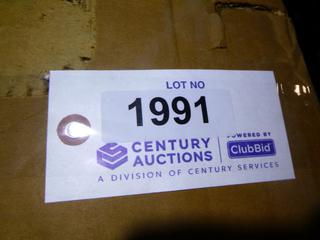 LOT NO
1991
CENTURY AUCTIONS
POWERED BY
ClubBid
A DIVISION OF CENTURY SERVICES